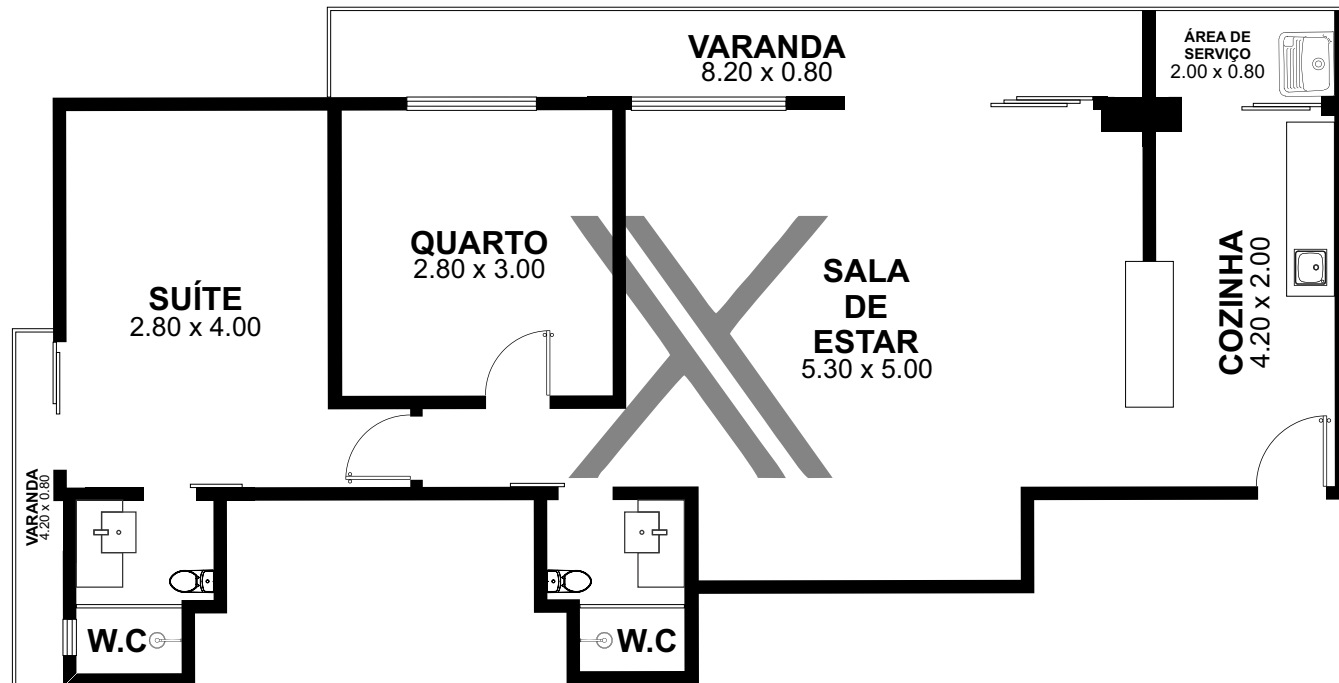 VARANDA
8.20 x 0.80
ÁREA DE
SERVIÇO
2.00 x 0.80
QUARTO
2.80 x 3.00
SUÍTE
2.80 x 4.00
SALA
DE
ESTAR
5.30 x 5.00
COZINHA
4.20 x 2.00
VARANDA
4.20 x 0.80
W.C
W.C